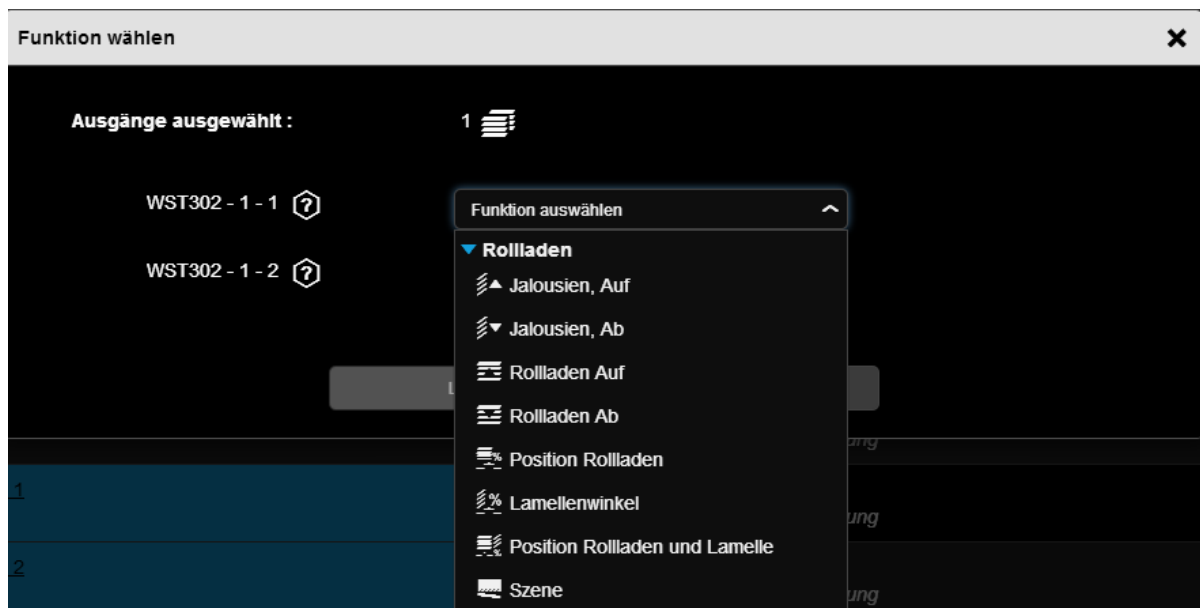 Funktion wählen
Ausgänge ausgewählt :
1
WST302 - 1 - 1
Funktion auswählen
WST302 - 1 - 2
Rollladen
Jalousien, Auf
Jalousien, Ab
Rollladen Auf
Rollladen Ab
Position Rollladen
1
Lamellenwinkel
Position Rollladen und Lamelle
2
Szene